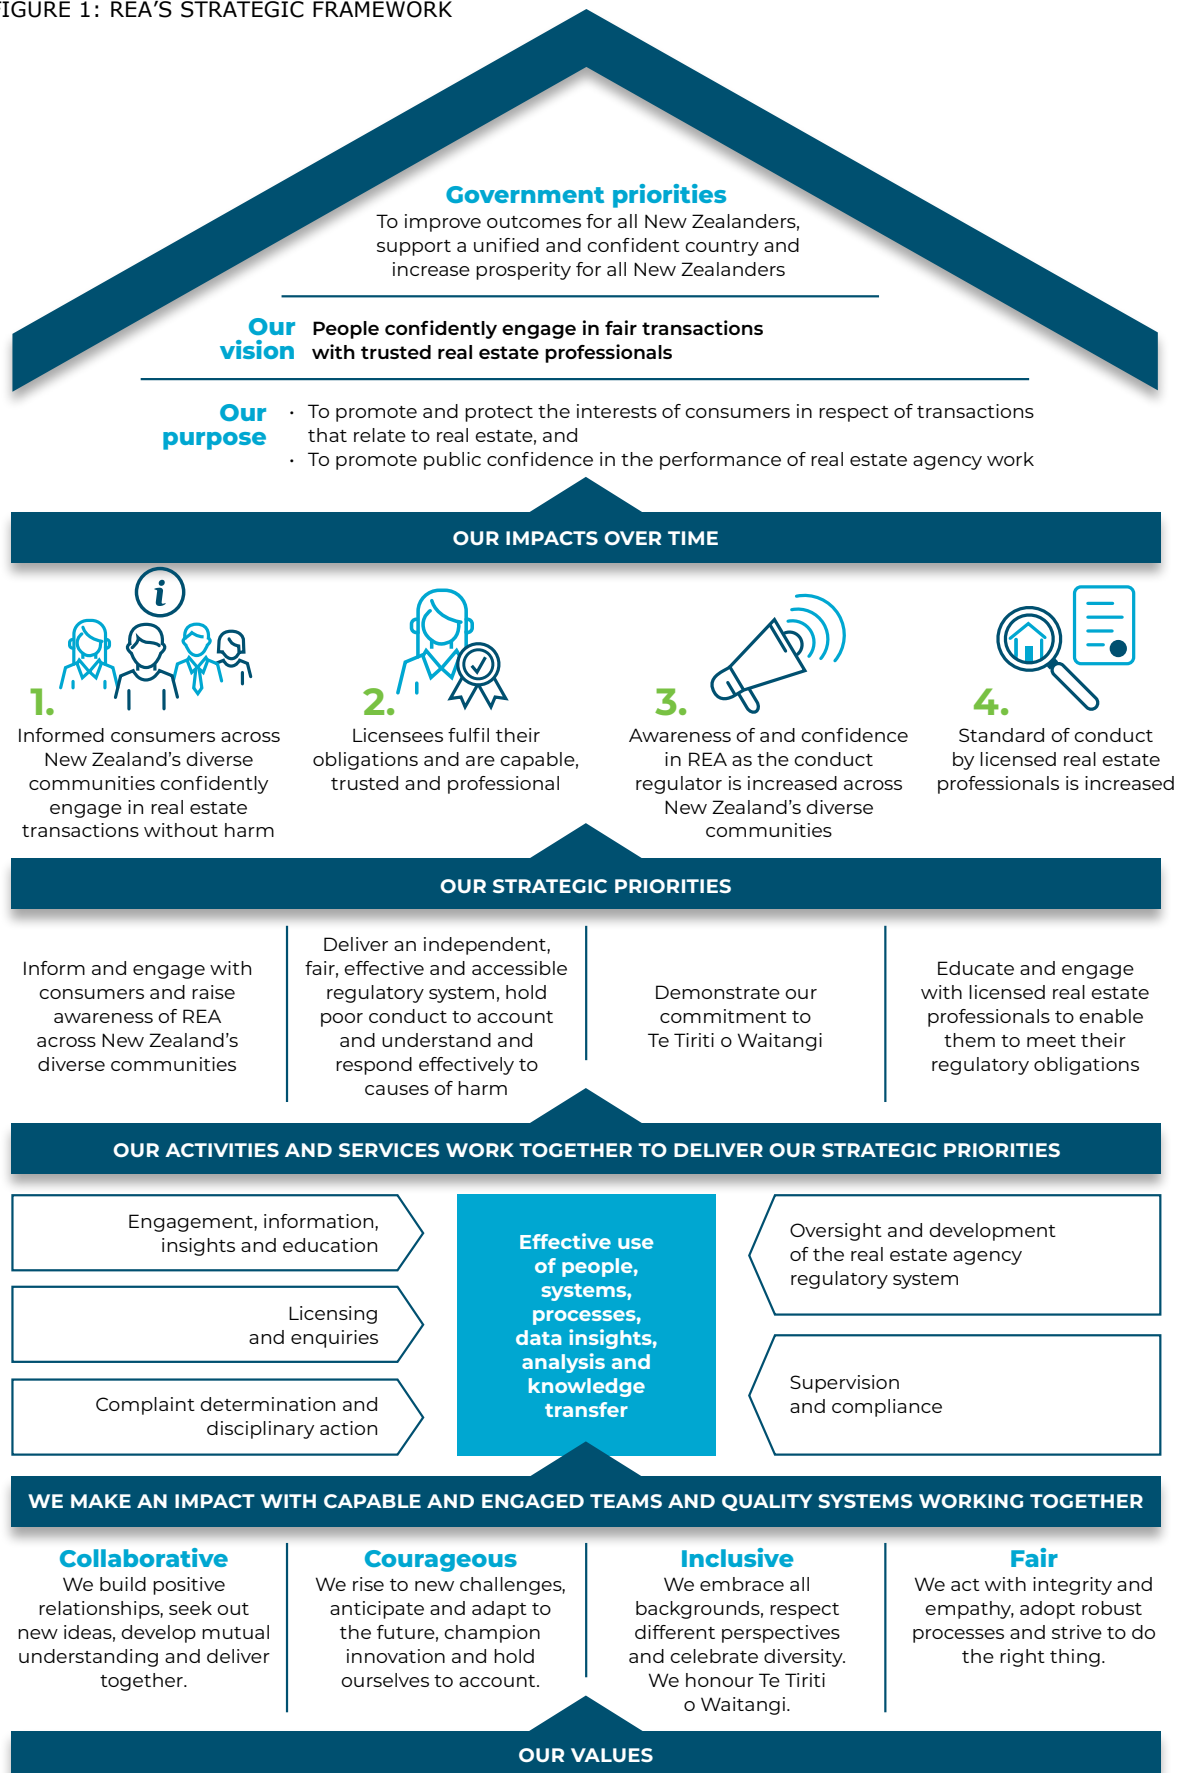 FIGURE 1: REA'S STRATEGIC FRAMEWORK
Government priorities
To improve outcomes for all New Zealanders,
support a unified and confident country and
increase prosperity for all New Zealanders
Our
vision
People confidently engage in fair transactions
with trusted real estate professionals
Our
purpose
• To promote and protect the interests of consumers in respect of transactions
that relate to real estate, and
• To promote public confidence in the performance of real estate agency work
OUR IMPACTS OVER TIME
i
1.
Informed consumers across
New Zealand's diverse
communities confidently
engage in real estate
transactions without harm
2.
Licensees fulfil their
obligations and are capable,
trusted and professional
3.
Awareness of and confidence
in REA as the conduct
regulator is increased across
New Zealand's diverse
communities
4.
Standard of conduct
by licensed real estate
professionals is increased
OUR STRATEGIC PRIORITIES
Inform and engage with
consumers and raise
awareness of REA
across New Zealand's
diverse communities
Deliver an independent,
fair, effective and accessible
regulatory system, hold
poor conduct to account
and understand and
respond effectively to
causes of harm
Demonstrate our
commitment to
Te Tiriti o Waitangi
Educate and engage
with licensed real estate
professionals to enable
them to meet their
regulatory obligations
OUR ACTIVITIES AND SERVICES WORK TOGETHER TO DELIVER OUR STRATEGIC PRIORITIES
Engagement, information,
insights and education
Licensing
and enquiries
Complaint determination and
disciplinary action
Effective use
of people,
systems,
processes,
data insights,
analysis and
knowledge
transfer
Oversight and development
of the real estate agency
regulatory system
Supervision
and compliance
WE MAKE AN IMPACT WITH CAPABLE AND ENGAGED TEAMS AND QUALITY SYSTEMS WORKING TOGETHER
Collaborative
We build positive
relationships, seek out
new ideas, develop mutual
understanding and deliver
together.
Courageous
We rise to new challenges,
anticipate and adapt to
the future, champion
innovation and hold
ourselves to account.
Inclusive
We embrace all
backgrounds, respect
different perspectives
and celebrate diversity.
We honour Te Tiriti
o Waitangi.
Fair
We act with integrity and
empathy, adopt robust
processes and strive to do
the right thing.
OUR VALUES